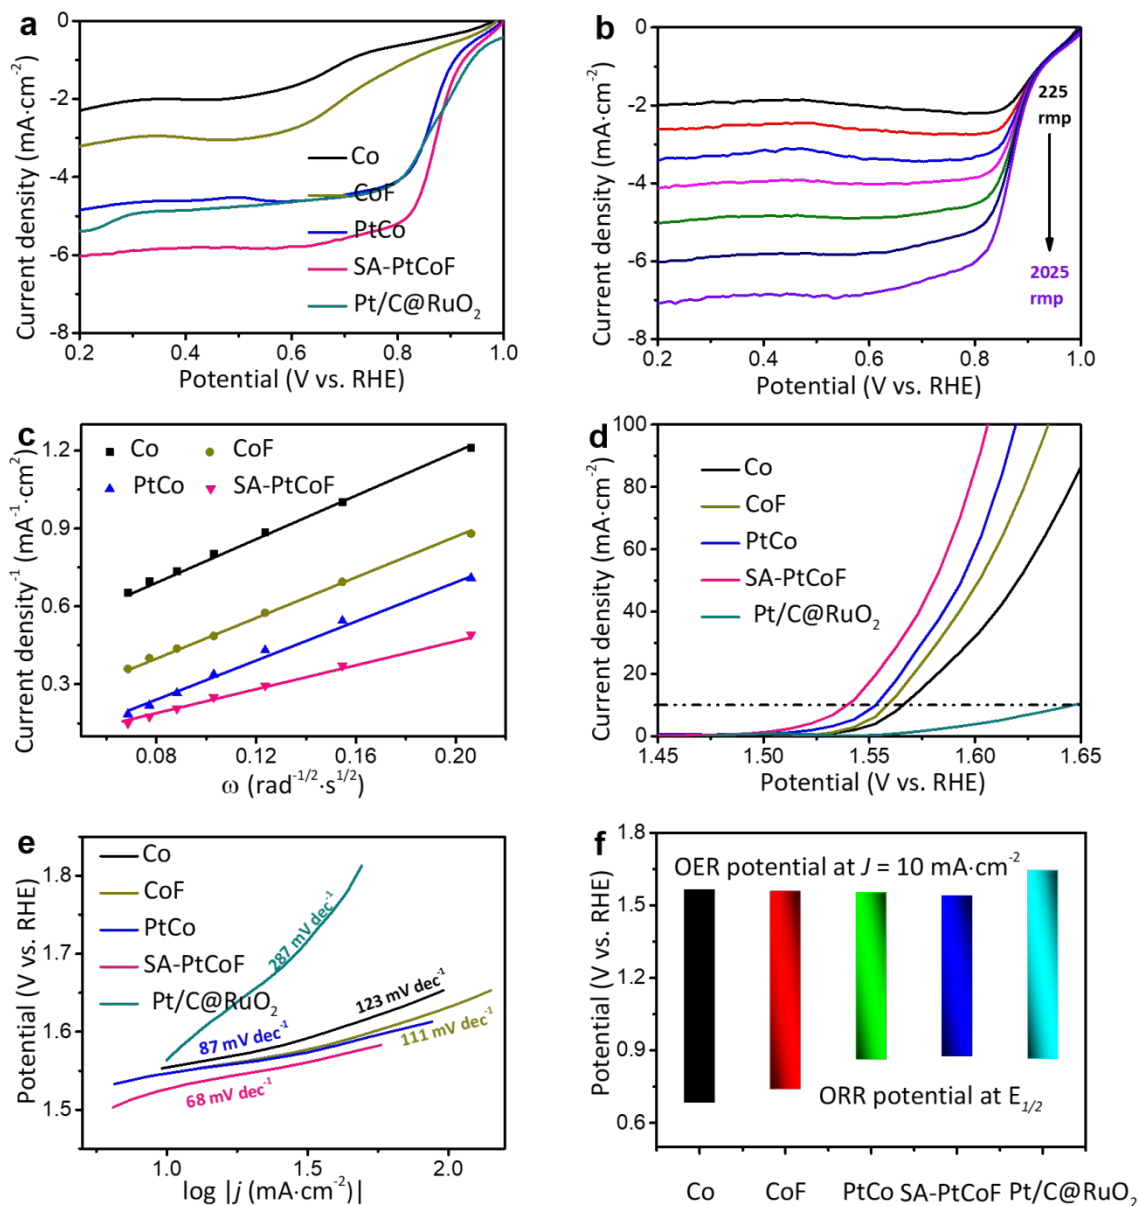 a
0
-2
-4
-6
-8
0.2 0.4 0.6 0.8 1.0
Current density (mA·cm⁻²)
Potential (V vs. RHE)
Co
CoF
PtCo
SA-PtCoF
Pt/C@RuO₂
b
0
-2
-4
-6
-8
0.2 0.4 0.6 0.8 1.0
Current density (mA·cm⁻²)
Potential (V vs. RHE)
225
rmp
2025
rmp
c
1.2
0.9
0.6
0.3
0.08 0.12 0.16 0.20
Current density⁻¹ (mA⁻¹·cm²)
ω (rad⁻¹/²·s¹/²)
Co CoF
PtCo SA-PtCoF
d
100
80
60
40
20
10
0
1.45 1.50 1.55 1.60 1.65
Current density (mA·cm⁻²)
Potential (V vs. RHE)
Co
CoF
PtCo
SA-PtCoF
Pt/C@RuO₂
e
1.8
1.7
1.6
1.5
1.0 1.5 2.0
Potential (V vs. RHE)
log |j (mA·cm⁻²)|
Co
CoF
PtCo
SA-PtCoF
Pt/C@RuO₂
287 mV dec⁻¹
123 mV dec⁻¹
87 mV dec⁻¹
111 mV dec⁻¹
68 mV dec⁻¹
f
1.8
1.5
1.2
0.9
0.6
Potential (V vs. RHE)
OER potential at J = 10 mA·cm⁻²
ORR potential at E₁/₂
Co CoF PtCo SA-PtCoF Pt/C@RuO₂